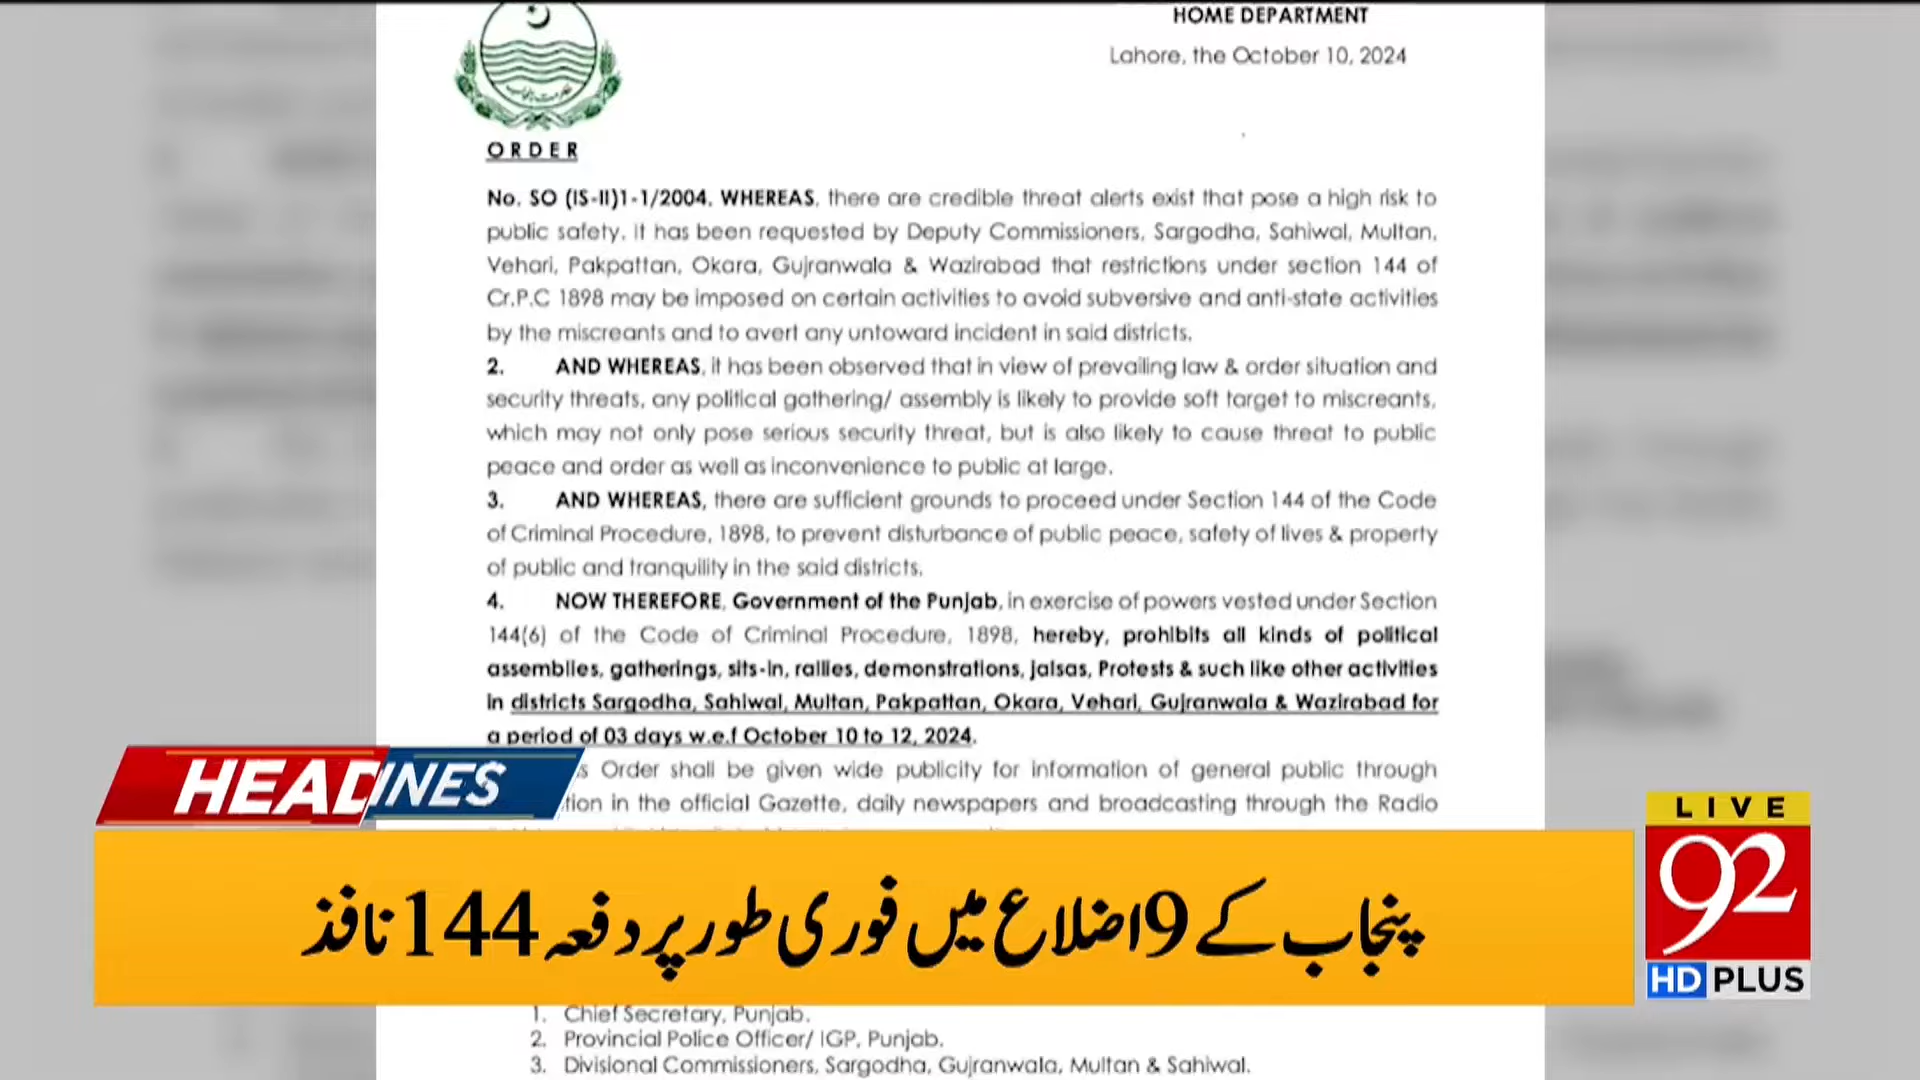 HOME DEPARTMENT
Lahore, the October 10, 2024
حکومت پنجاب
ORDER
No. SO (IS-II)1-1/2004. WHEREAS, there are credible threat alerts exist that pose a high risk to
public safety. It has been requested by Deputy Commissioners, Sargodha, Sahiwal, Multan,
Vehari, Pakpattan, Okara, Gujranwala & Wazirabad that restrictions under section 144 of
Cr.P.C 1898 may be imposed on certain activities to avoid subversive and anti-state activities
by the miscreants and to avert any untoward incident in said districts.
2. AND WHEREAS, it has been observed that in view of prevailing law & order situation and
security threats, any political gathering/ assembly is likely to provide soft target to miscreants,
which may not only pose serious security threat, but is also likely to cause threat to public
peace and order as well as inconvenience to public at large.
3. AND WHEREAS, there are sufficient grounds to proceed under Section 144 of the Code
of Criminal Procedure, 1898, to prevent disturbance of public peace, safety of lives & property
of public and tranquility in the said districts.
4. NOW THEREFORE, Government of the Punjab, in exercise of powers vested under Section
144(6) of the Code of Criminal Procedure, 1898, hereby, prohibits all kinds of political
assemblies, gatherings, sits-in, rallies, demonstrations, jalsas, Protests & such like other activities
in districts Sargodha, Sahiwal, Multan, Pakpattan, Okara, Vehari, Gujranwala & Wazirabad for
a period of 03 days w.e.f October 10 to 12, 2024.
s Order shall be given wide publicity for information of general public through
tion in the official Gazette, daily newspapers and broadcasting through the Radio
HEADINES
پنجاب کے 9 اضلاع میں فوری طور پر دفعہ 144 نافذ
LIVE
92
HD PLUS
1. Chief Secretary, Punjab.
2. Provincial Police Officer/ IGP, Punjab.
3. Divisional Commissioners, Sargodha, Gujranwala, Multan & Sahiwal.